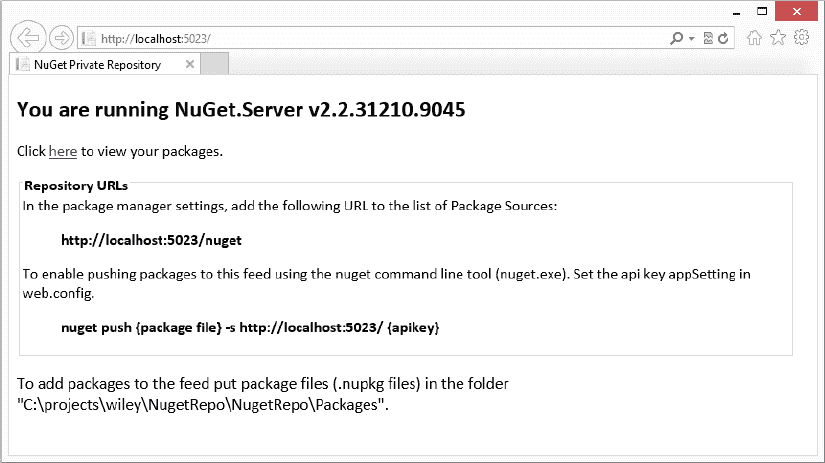 http://localhost:5023/
NuGet Private Repository
You are running NuGet.Server v2.2.31210.9045
Click here to view your packages.
Repository URLs
In the package manager settings, add the following URL to the list of Package Sources:
http://localhost:5023/nuget
To enable pushing packages to this feed using the nuget command line tool (nuget.exe). Set the api key appSetting in
web.config.
nuget push {package file} -s http://localhost:5023/ {apikey}
To add packages to the feed put package files (.nupkg files) in the folder
"C:\projects\wiley\NugetRepo\NugetRepo\Packages".